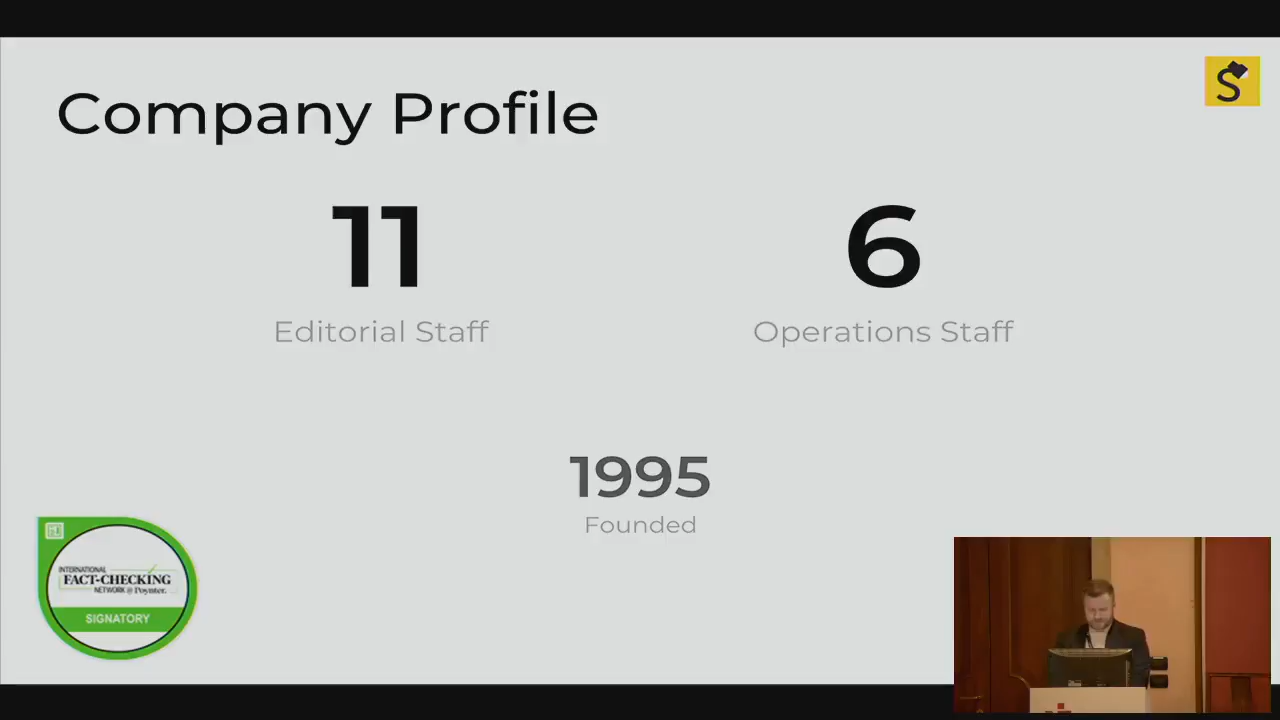 Company Profile
S
11
6
Editorial Staff
Operations Staff
1995
Founded
INTERNATIONAL
FACT-CHECKING
NETWORK @ Poynter.
SIGNATORY